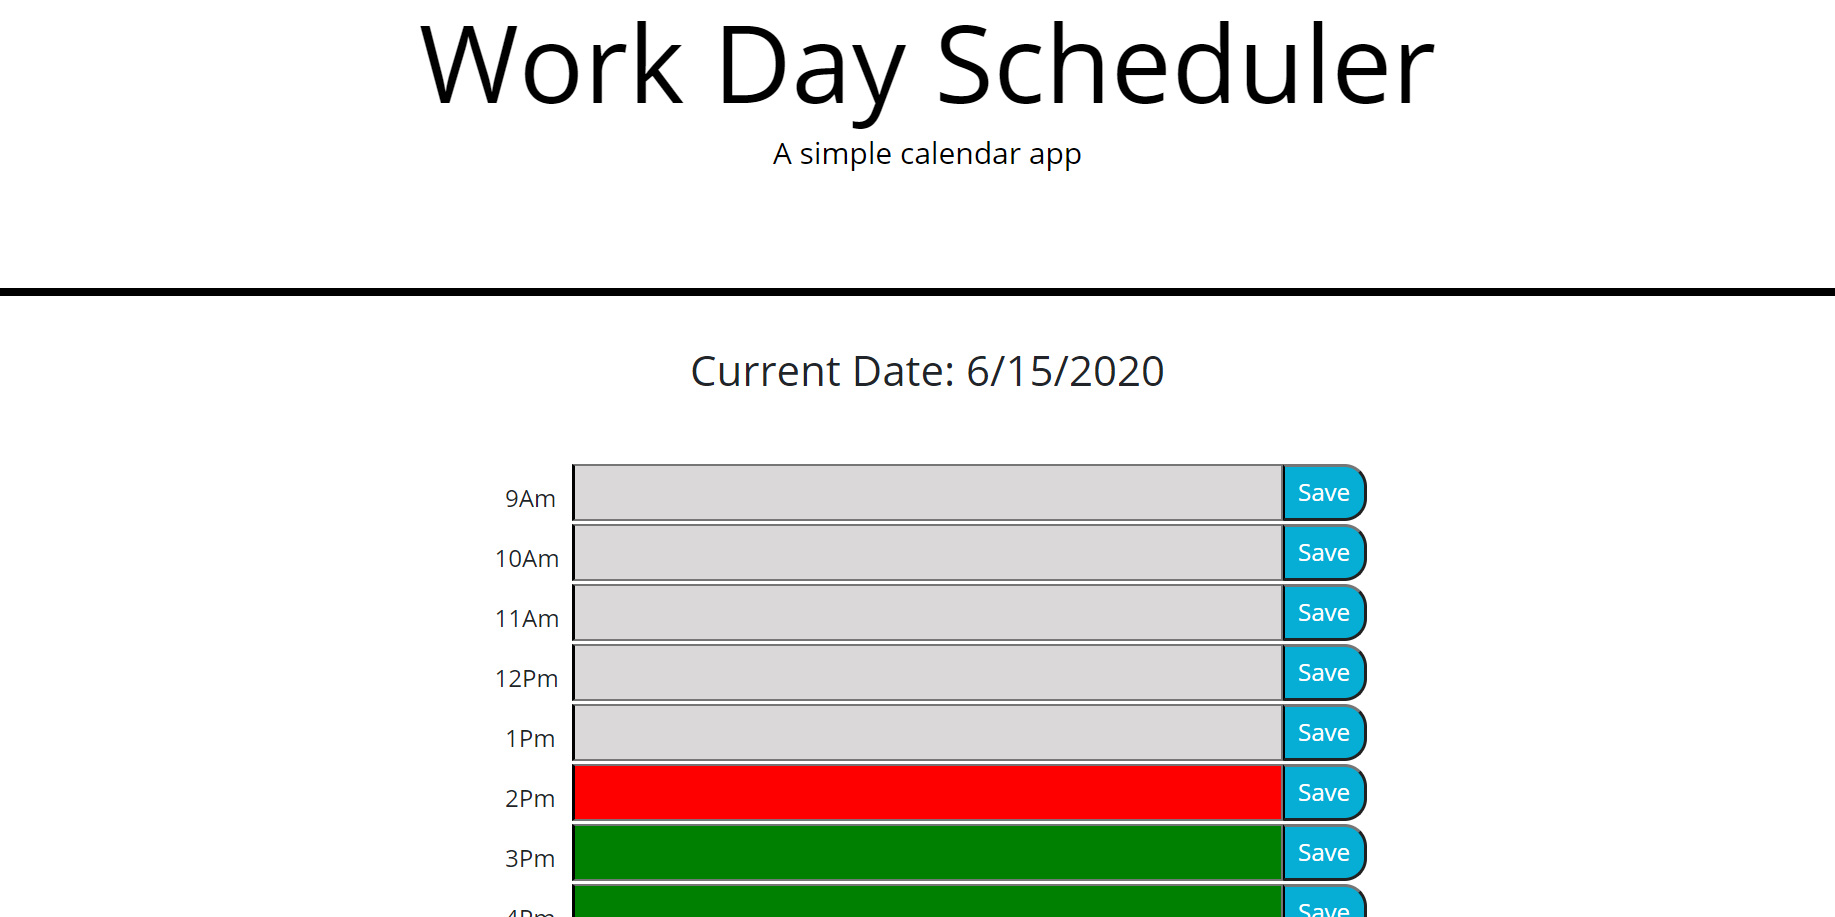 Work Day Scheduler
A simple calendar app
Current Date: 6/15/2020
9Am Save
10Am Save
11Am Save
12Pm Save
1Pm Save
2Pm Save
3Pm Save
4Pm Save